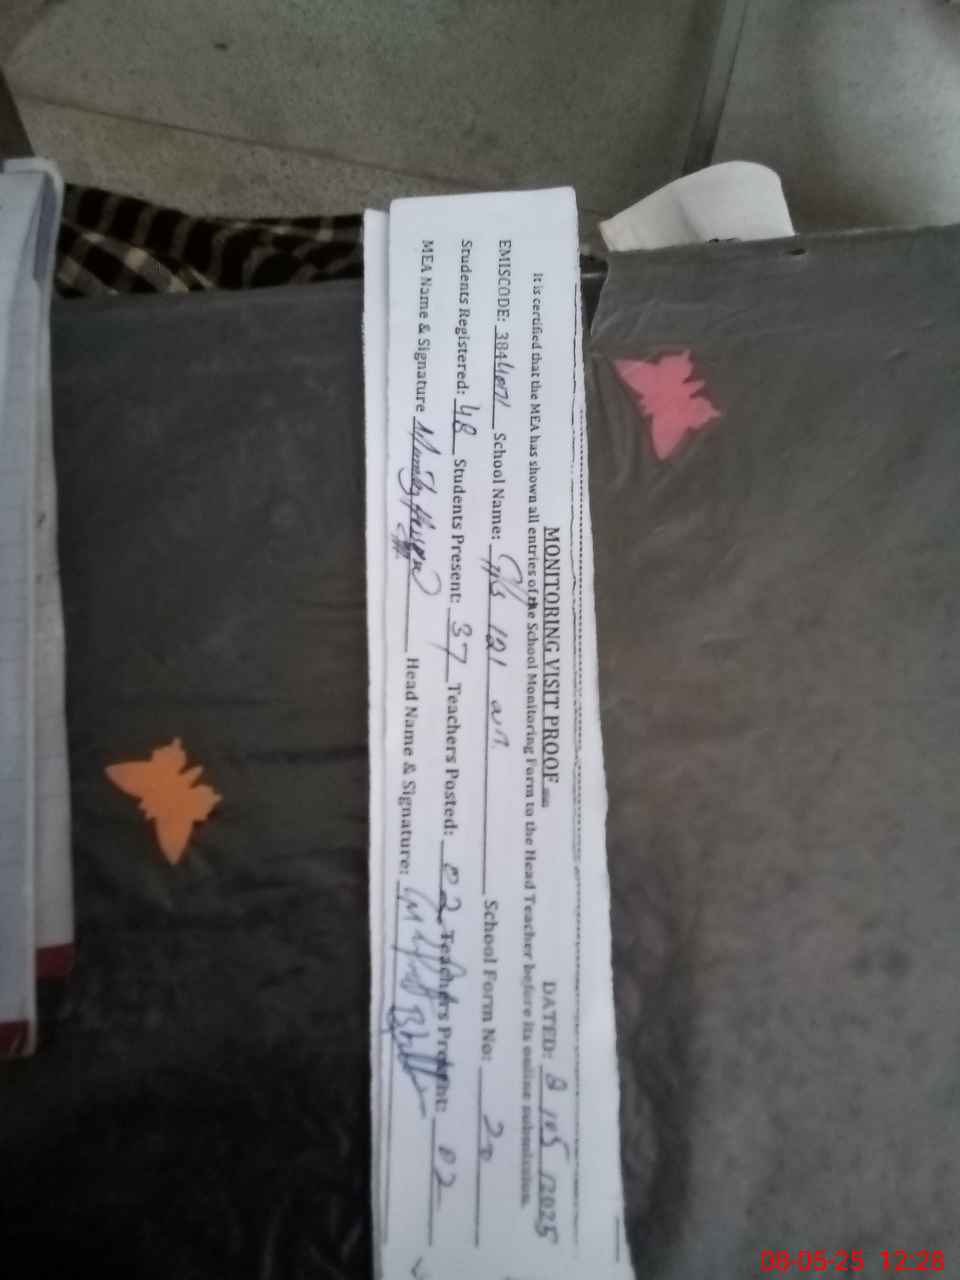 MONITORING VISIT PROOF DATED: 8 /05 /2025
It is certified that the MEA has shown all entries of the School Monitoring Form to the Head Teacher before its online submission.
EMISCODE: School Name: 121 School Form No: 20
Students Registered: 48 Students Present: 37 Teachers Posted: 02 Teachers Present: 02
MEA Name & Signature Head Name & Signature:
08-05-25 12:28